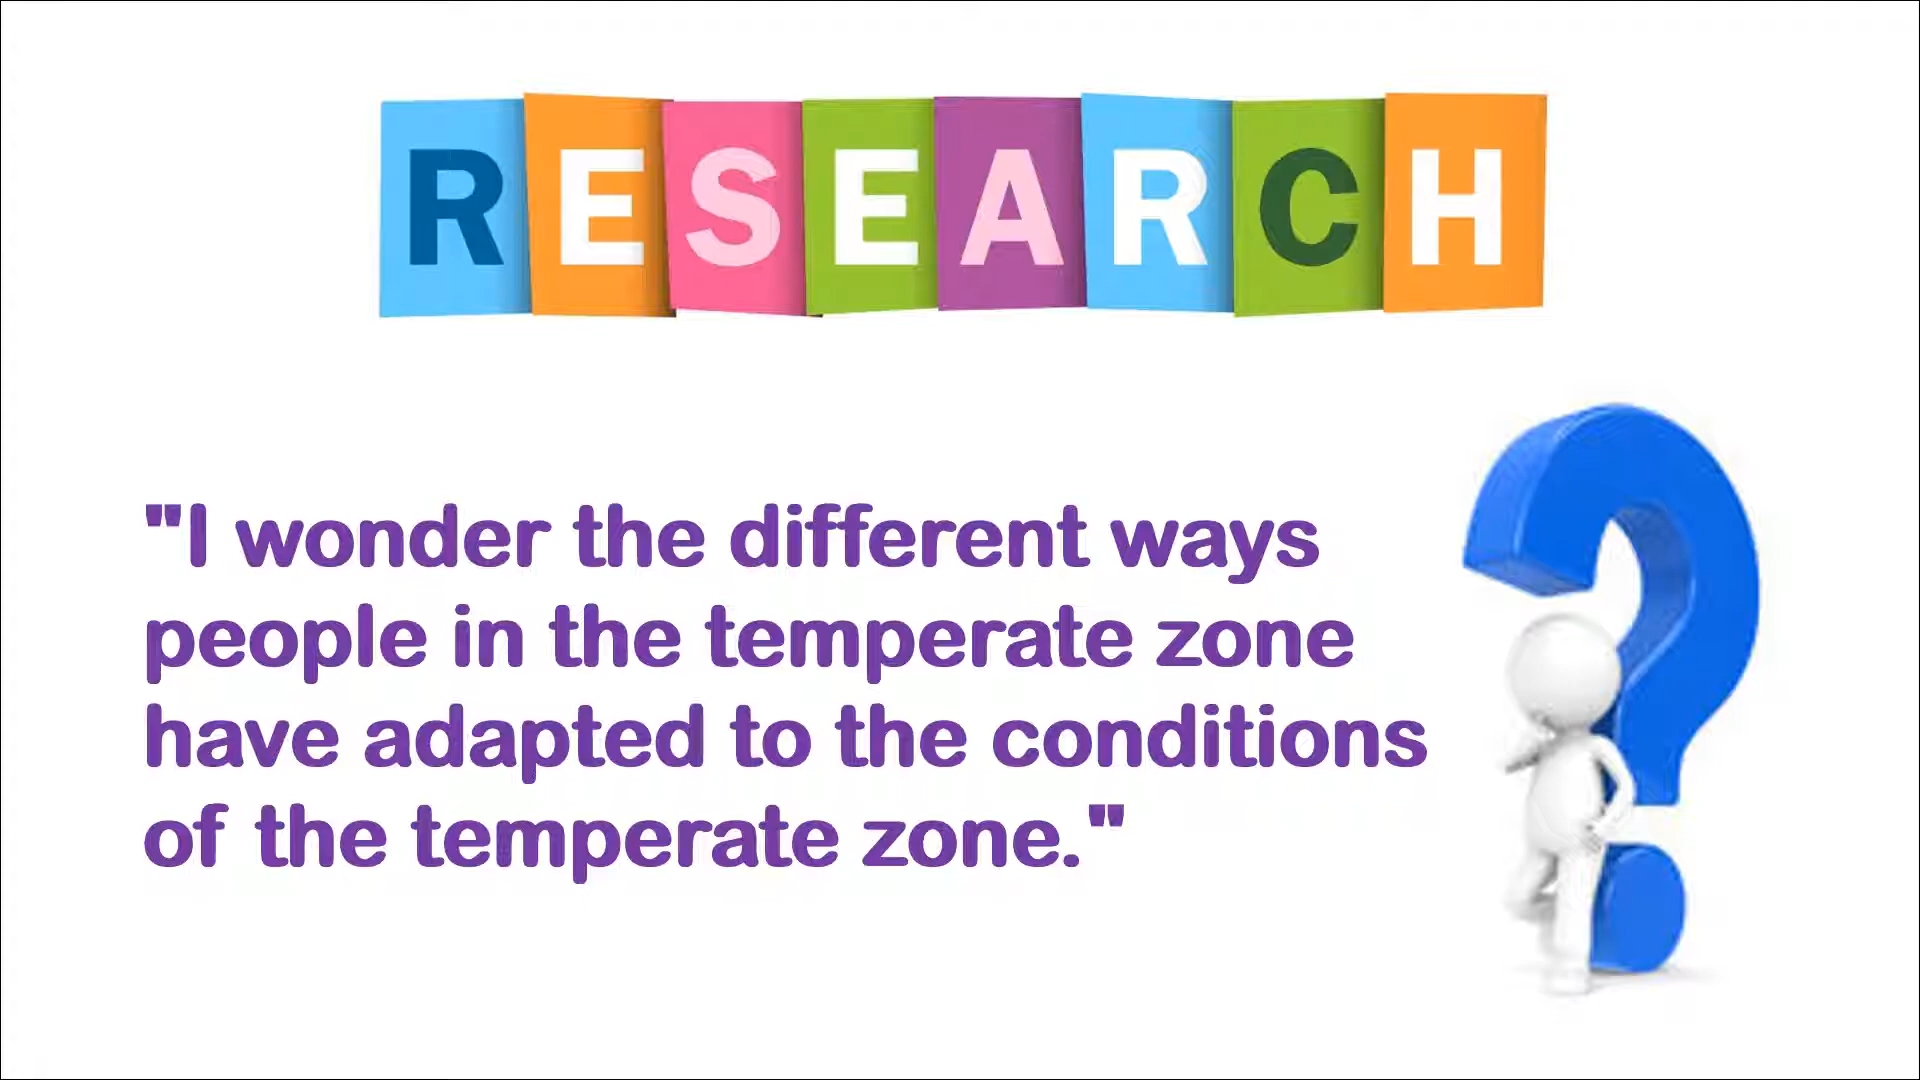 RESEARCH
"I wonder the different ways
people in the temperate zone
have adapted to the conditions
of the temperate zone."